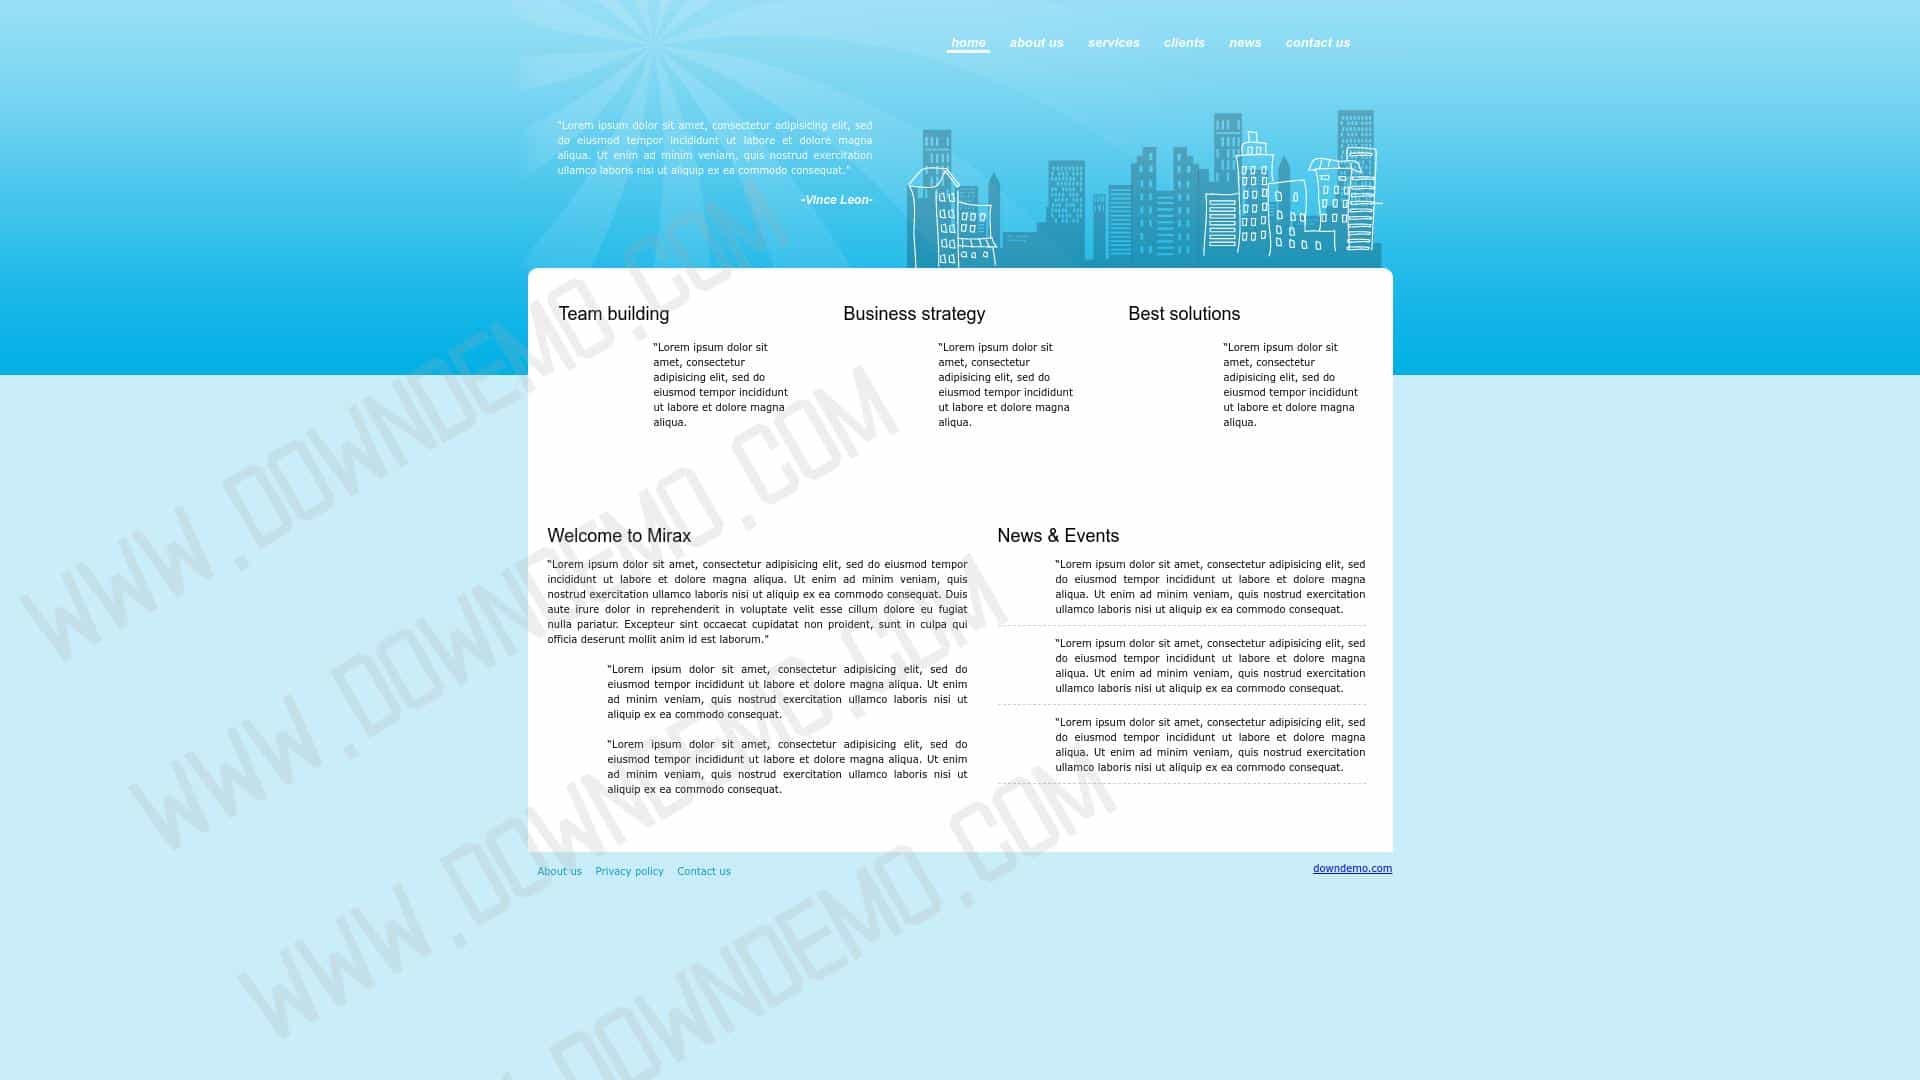 home about us services clients news contact us
"Lorem ipsum dolor sit amet, consectetur adipisicing elit, sed
do eiusmod tempor incididunt ut labore et dolore magna
aliqua. Ut enim ad minim veniam, quis nostrud exercitation
ullamco laboris nisi ut aliquip ex ea commodo consequat."
-Vince Leon-
Team building
"Lorem ipsum dolor sit
amet, consectetur
adipisicing elit, sed do
eiusmod tempor incididunt
ut labore et dolore magna
aliqua.
Business strategy
"Lorem ipsum dolor sit
amet, consectetur
adipisicing elit, sed do
eiusmod tempor incididunt
ut labore et dolore magna
aliqua.
Best solutions
"Lorem ipsum dolor sit
amet, consectetur
adipisicing elit, sed do
eiusmod tempor incididunt
ut labore et dolore magna
aliqua.
Welcome to Mirax
"Lorem ipsum dolor sit amet, consectetur adipisicing elit, sed do eiusmod tempor
incididunt ut labore et dolore magna aliqua. Ut enim ad minim veniam, quis
nostrud exercitation ullamco laboris nisi ut aliquip ex ea commodo consequat. Duis
aute irure dolor in reprehenderit in voluptate velit esse cillum dolore eu fugiat
nulla pariatur. Excepteur sint occaecat cupidatat non proident, sunt in culpa qui
officia deserunt mollit anim id est laborum."
"Lorem ipsum dolor sit amet, consectetur adipisicing elit, sed do
eiusmod tempor incididunt ut labore et dolore magna aliqua. Ut enim
ad minim veniam, quis nostrud exercitation ullamco laboris nisi ut
aliquip ex ea commodo consequat.
"Lorem ipsum dolor sit amet, consectetur adipisicing elit, sed do
eiusmod tempor incididunt ut labore et dolore magna aliqua. Ut enim
ad minim veniam, quis nostrud exercitation ullamco laboris nisi ut
aliquip ex ea commodo consequat.
News & Events
"Lorem ipsum dolor sit amet, consectetur adipisicing elit, sed
do eiusmod tempor incididunt ut labore et dolore magna
aliqua. Ut enim ad minim veniam, quis nostrud exercitation
ullamco laboris nisi ut aliquip ex ea commodo consequat.
"Lorem ipsum dolor sit amet, consectetur adipisicing elit, sed
do eiusmod tempor incididunt ut labore et dolore magna
aliqua. Ut enim ad minim veniam, quis nostrud exercitation
ullamco laboris nisi ut aliquip ex ea commodo consequat.
"Lorem ipsum dolor sit amet, consectetur adipisicing elit, sed
do eiusmod tempor incididunt ut labore et dolore magna
aliqua. Ut enim ad minim veniam, quis nostrud exercitation
ullamco laboris nisi ut aliquip ex ea commodo consequat.
About us Privacy policy Contact us
downdemo.com
WWW.DOWNDEMO.COM
WWW.DOWNDEMO.COM
WWW.DOWNDEMO.COM
DOWNDEMO.COM